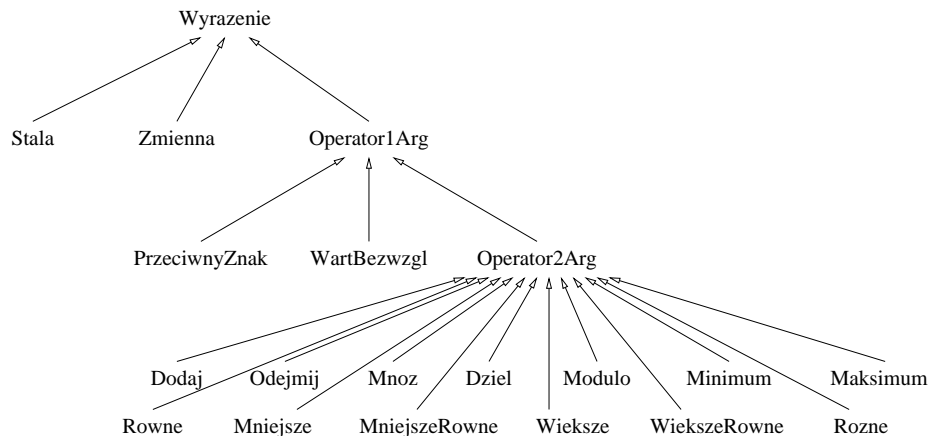 Wyrazenie
Stala Zmienna Operator1Arg
PrzeciwnyZnak WartBezwzgl Operator2Arg
Dodaj Odejmij Mnoz Dziel Modulo Minimum Maksimum
Rowne Mniejsze MniejszeRowne Wieksze WiekszeRowne Rozne